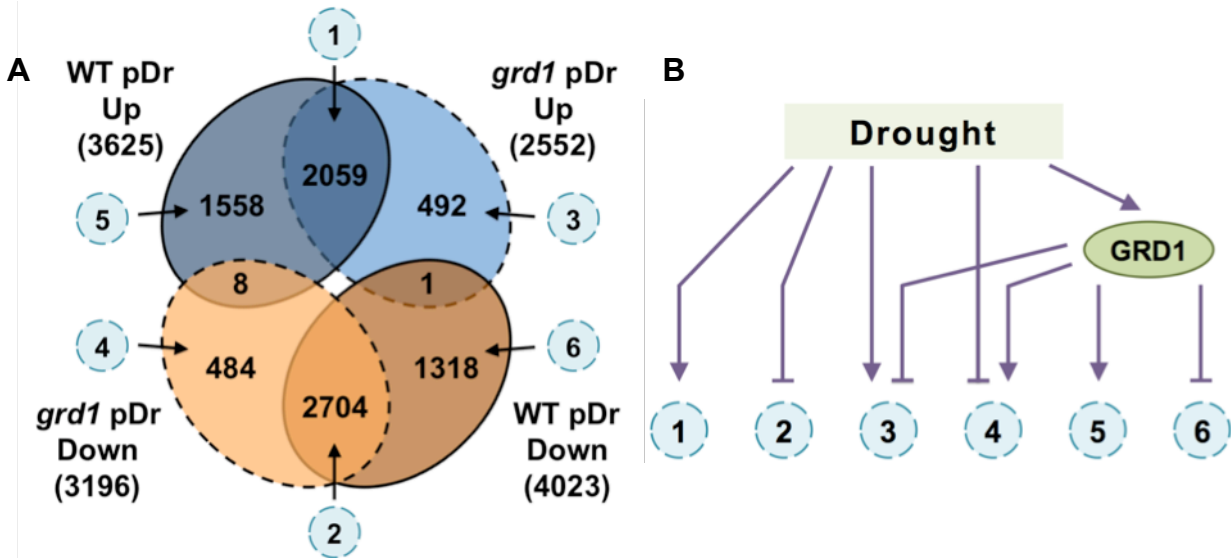 A
1
WT pDr
Up
(3625)
grd1 pDr
Up
(2552)
2059
5
1558
492
3
8
1
4
484
1318
6
2704
grd1 pDr
Down
(3196)
WT pDr
Down
(4023)
2
B
Drought
GRD1
1 2 3 4 5 6